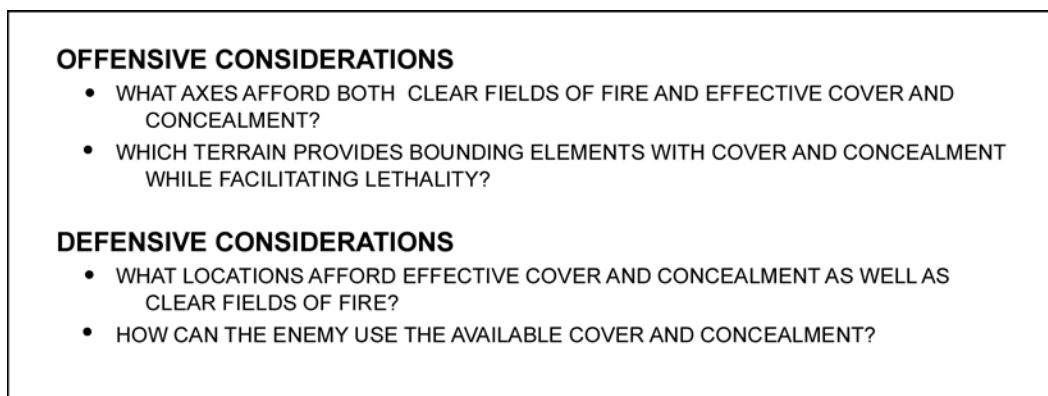 OFFENSIVE CONSIDERATIONS
• WHAT AXES AFFORD BOTH CLEAR FIELDS OF FIRE AND EFFECTIVE COVER AND
CONCEALMENT?
• WHICH TERRAIN PROVIDES BOUNDING ELEMENTS WITH COVER AND CONCEALMENT
WHILE FACILITATING LETHALITY?
DEFENSIVE CONSIDERATIONS
• WHAT LOCATIONS AFFORD EFFECTIVE COVER AND CONCEALMENT AS WELL AS
CLEAR FIELDS OF FIRE?
• HOW CAN THE ENEMY USE THE AVAILABLE COVER AND CONCEALMENT?